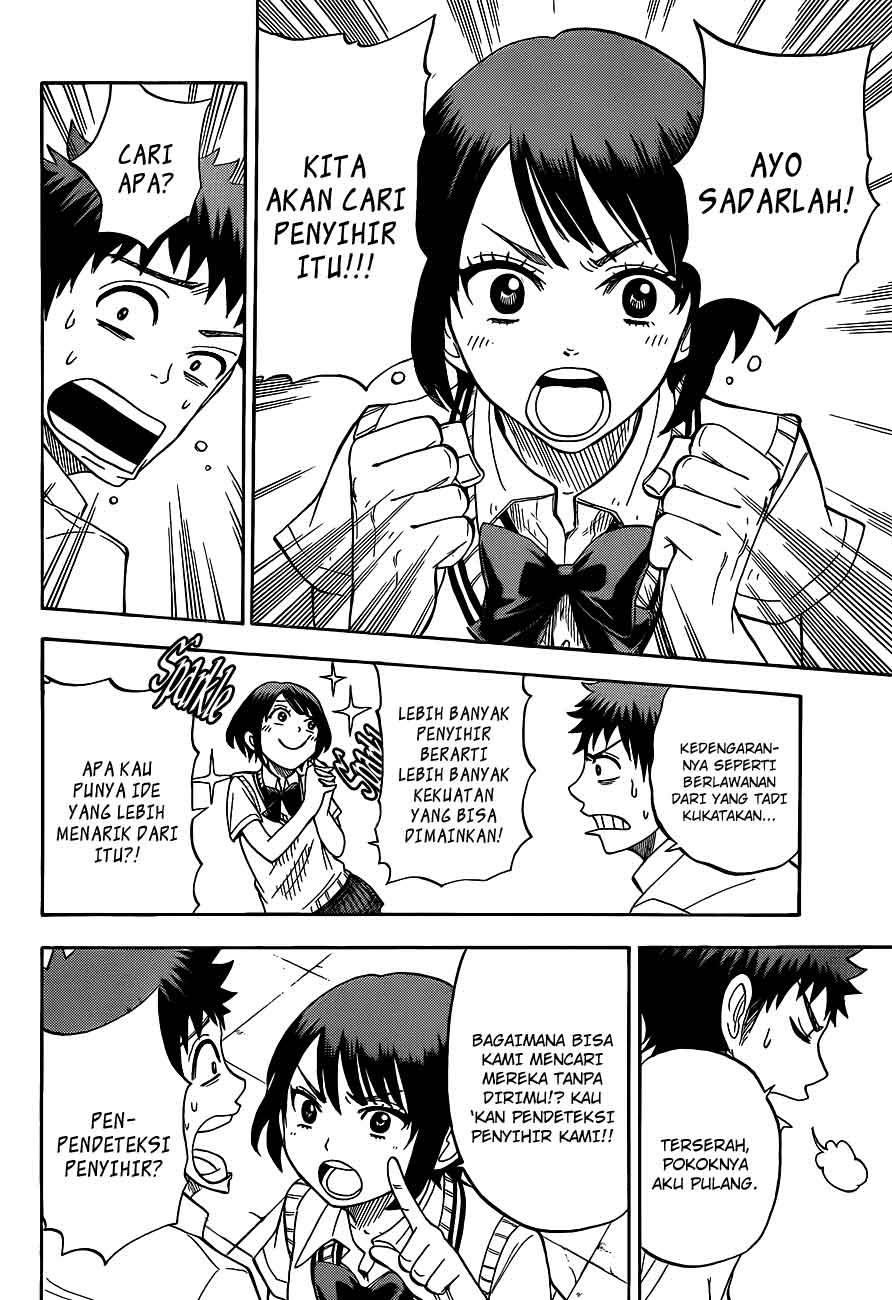 AYO
SADARLAH!
KITA
AKAN CARI
PENYIHIR
ITU!!!
CARI
APA?
KEDENGARAN-
NYA SEPERTI
BERLAWANAN
DARI YANG TADI
KUKATAKAN...
LEBIH BANYAK
PENYIHIR
BERARTI
LEBIH BANYAK
KEKUATAN
YANG BISA
DIMAINKAN!
Sparkle
APA KAU
PUNYA IDE
YANG LEBIH
MENARIK DARI
ITU?!
TERSERAH,
POKOKNYA
AKU PULANG.
BAGAIMANA BISA
KAMI MENCARI
MEREKA TANPA
DIRIMU!? KAU
‘KAN PENDETEKSI
PENYIHIR KAMI!!
PEN-
PENDETEKSI
PENYIHIR?